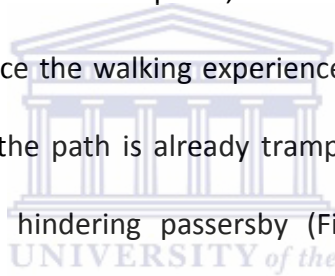 ce the walking experience
the path is already tramp
hindering passersby (Fi
UNIVERSITY of the